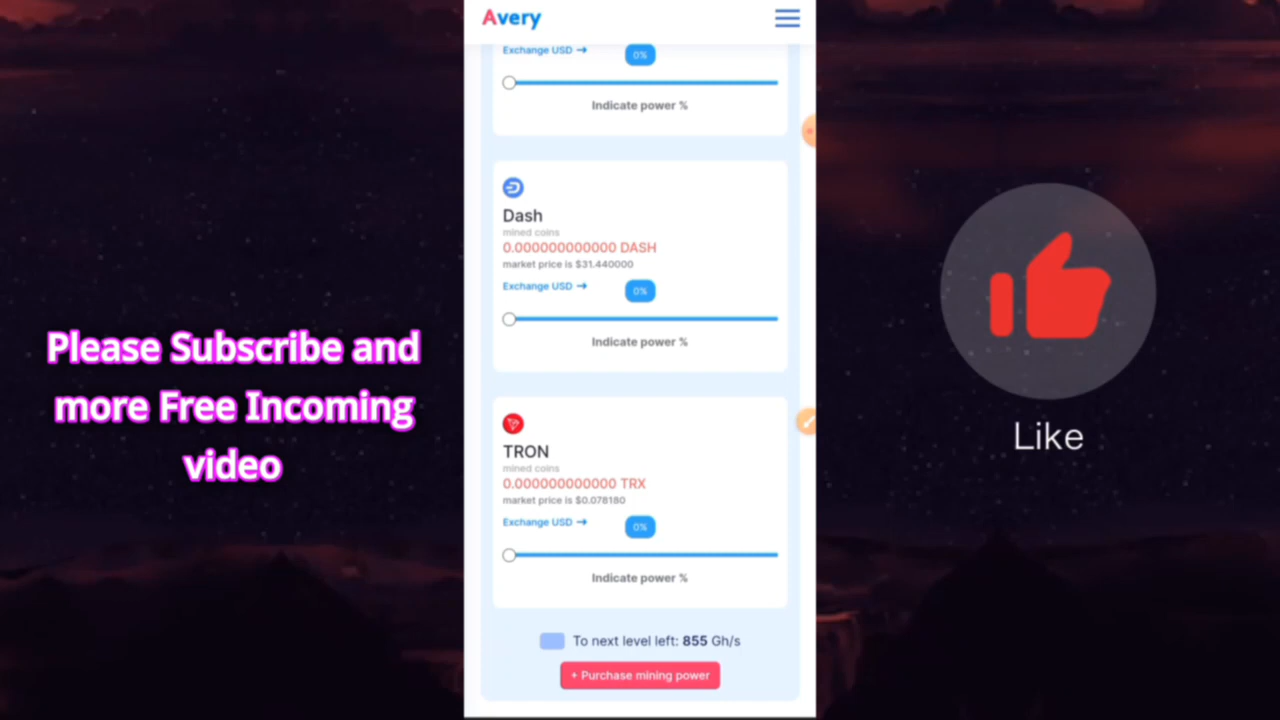 Avery
Exchange USD →
0%
Indicate power %
Dash
mined coins
0.000000000000 DASH
market price is $31.440000
Exchange USD →
0%
Indicate power %
TRON
mined coins
0.000000000000 TRX
market price is $0.078180
Exchange USD →
0%
Indicate power %
To next level left: 855 Gh/s
+ Purchase mining power
Please Subscribe and
more Free Incoming
video
Like